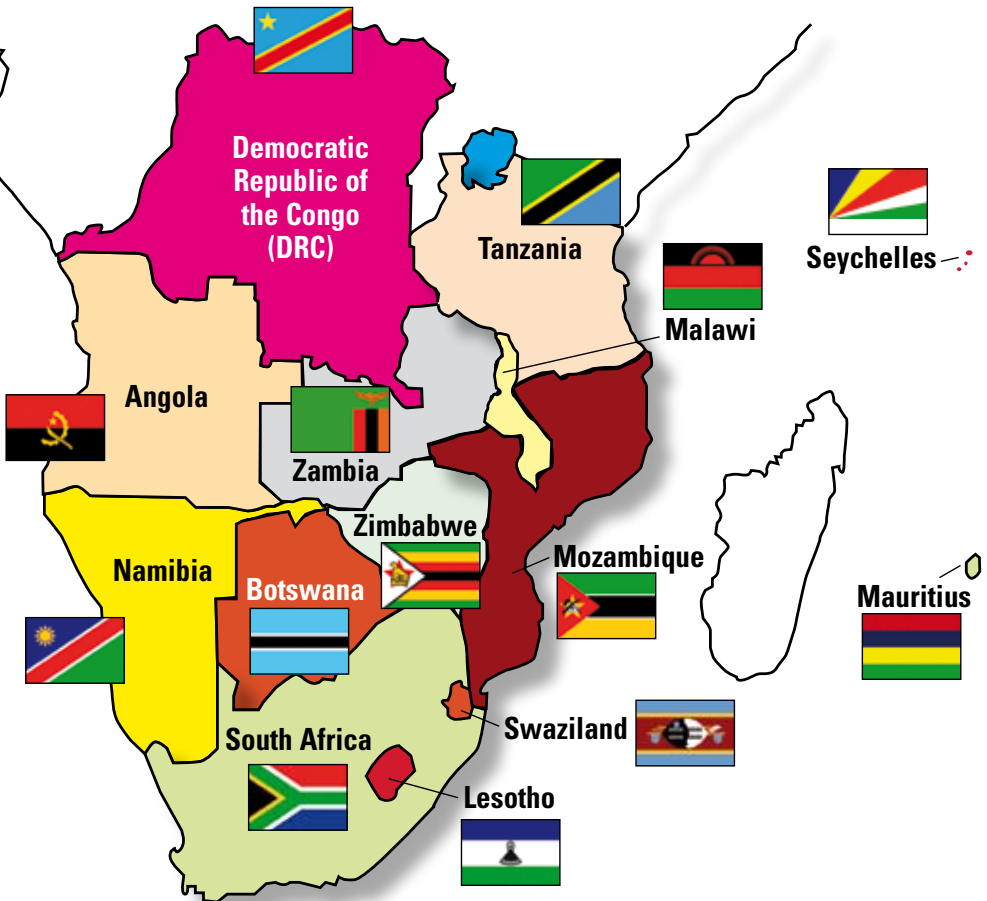 Democratic
Republic of
the Congo
(DRC)
Tanzania
Seychelles
Malawi
Angola
Zambia
Zimbabwe
Mozambique
Namibia
Botswana
Mauritius
Swaziland
South Africa
Lesotho